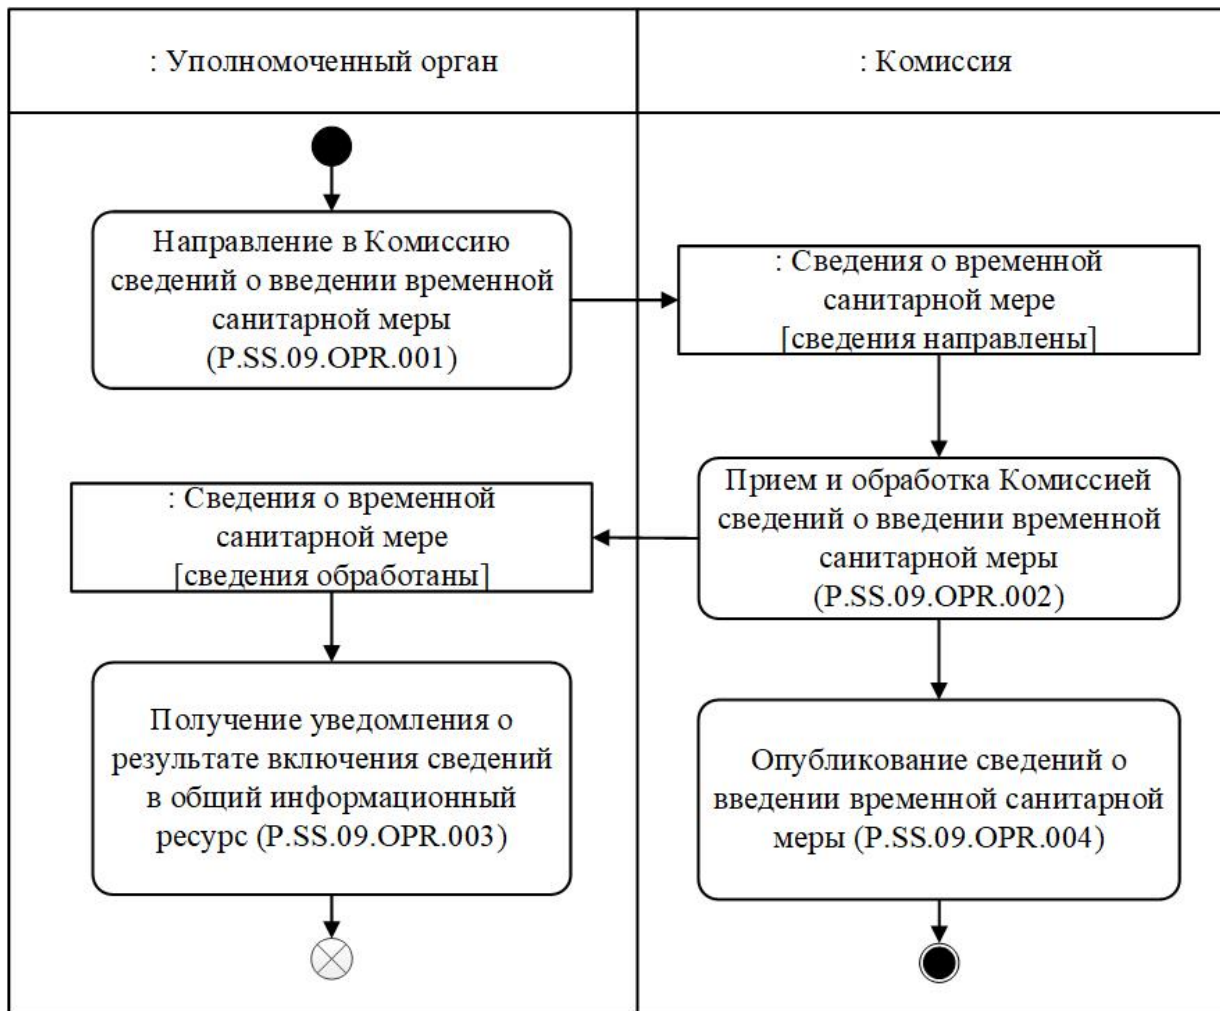 : Уполномоченный орган
: Комиссия
Направление в Комиссию
сведений о введении временной
санитарной меры
(P.SS.09.OPR.001)
: Сведения о временной
санитарной мере
[сведения направлены]
Прием и обработка Комиссией
сведений о введении временной
санитарной меры
(P.SS.09.OPR.002)
: Сведения о временной
санитарной мере
[сведения обработаны]
Получение уведомления о
результате включения сведений
в общий информационный
ресурс (P.SS.09.OPR.003)
Опубликование сведений о
введении временной санитарной
меры (P.SS.09.OPR.004)